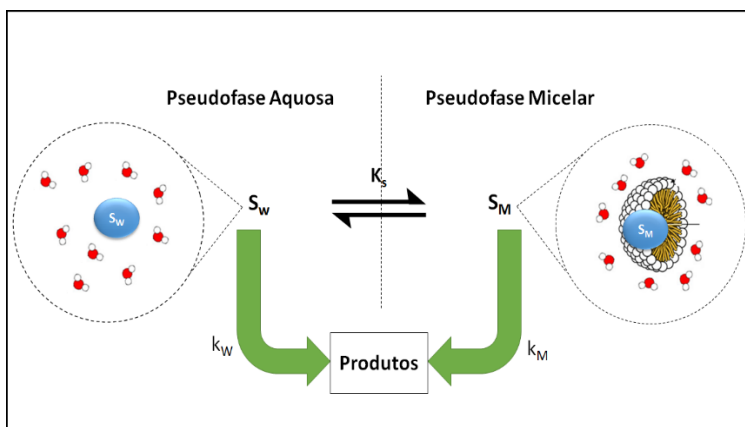 Pseudofase Aquosa
Pseudofase Micelar
Ks
Sw
SM
SW
SM
kW
Produtos
kM